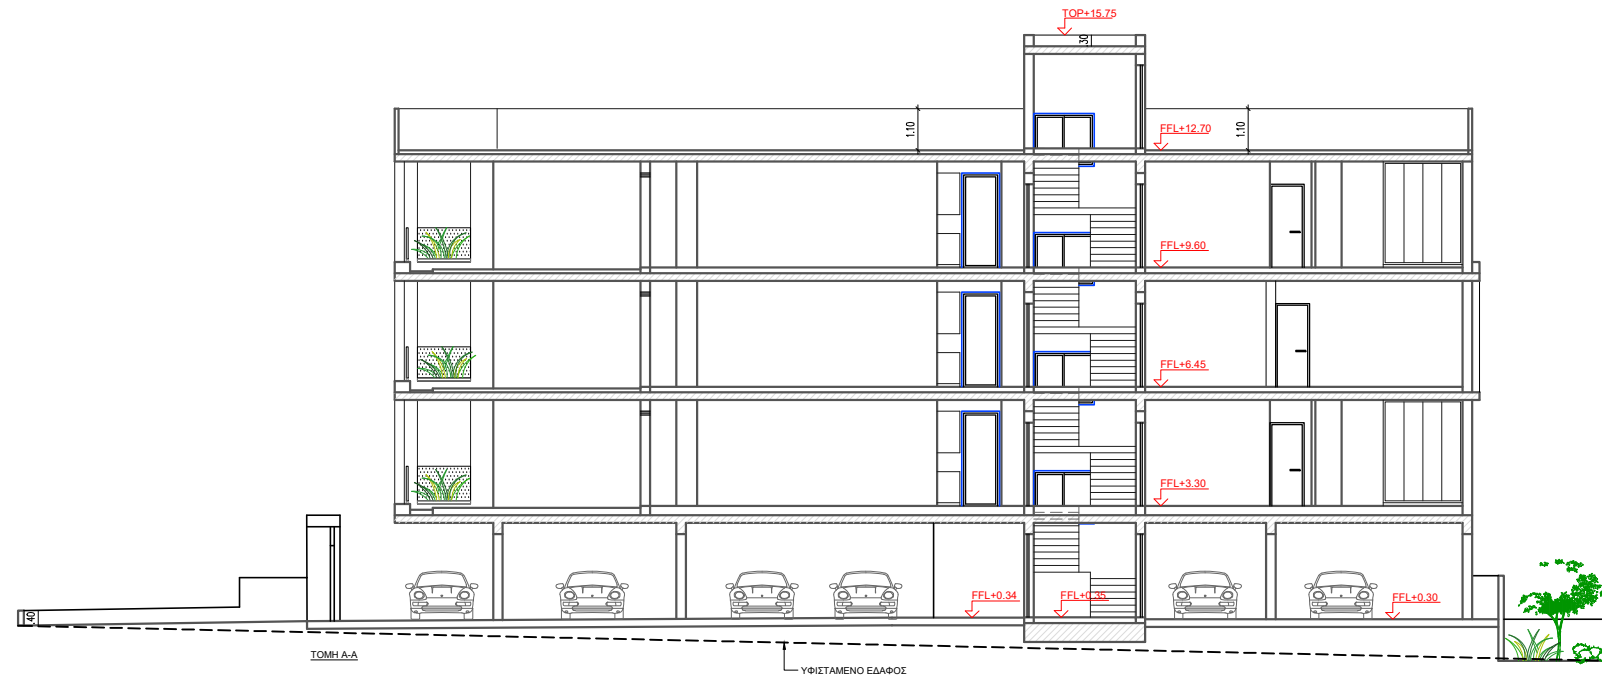 TOP+15.75
30
1.10
1.10
FFL+12.70
FFL+9.60
FFL+6.45
FFL+3.30
FFL+0.34
FFL+0.35
FFL+0.30
40
ΤΟΜΗ Α-Α
ΥΦΙΣΤΑΜΕΝΟ ΕΔΑΦΟΣ